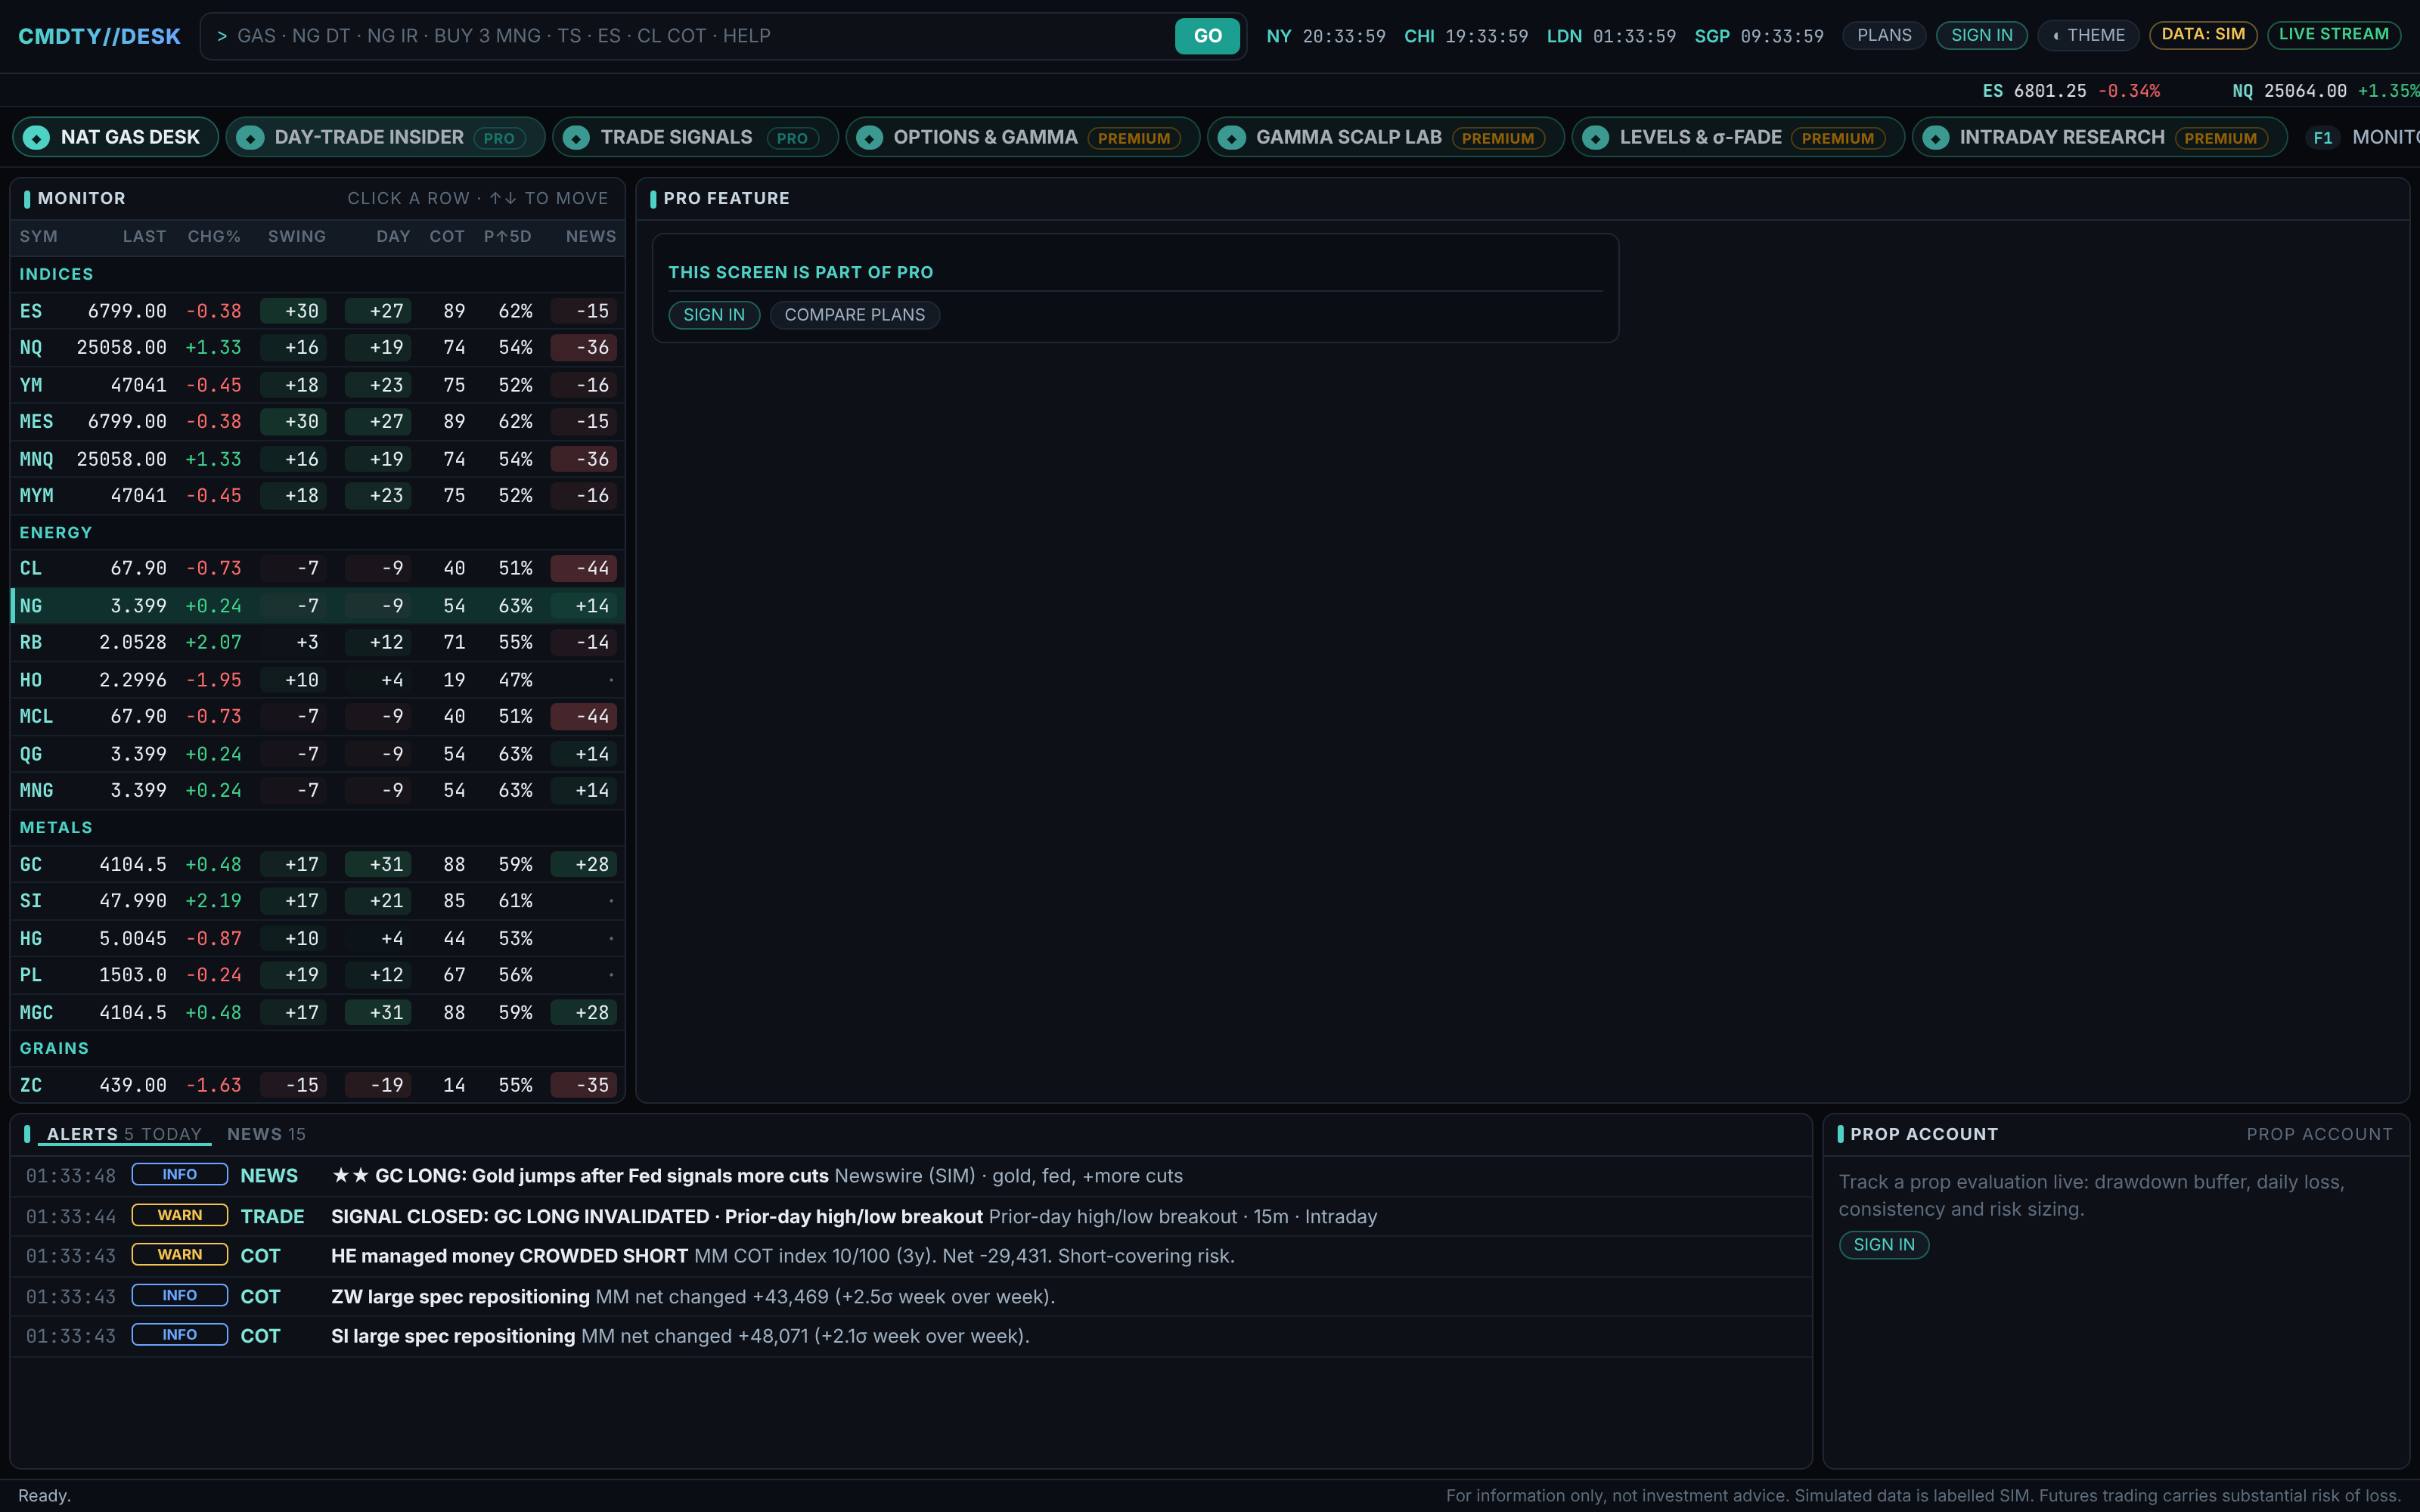 CMDTY//DESK > GAS · NG DT · NG IR · BUY 3 MNG · TS · ES · CL COT · HELP GO NY 20:33:59 CHI 19:33:59 LDN 01:33:59 SGP 09:33:59 PLANS SIGN IN THEME DATA: SIM LIVE STREAM
ES 6801.25 -0.34% NQ 25064.00 +1.35%
NAT GAS DESK DAY-TRADE INSIDER PRO TRADE SIGNALS PRO OPTIONS & GAMMA PREMIUM GAMMA SCALP LAB PREMIUM LEVELS & σ-FADE PREMIUM INTRADAY RESEARCH PREMIUM F1 MONITO
MONITOR CLICK A ROW · ↑↓ TO MOVE
SYM LAST CHG% SWING DAY COT P↑5D NEWS
INDICES
ES 6799.00 -0.38 +30 +27 89 62% -15
NQ 25058.00 +1.33 +16 +19 74 54% -36
YM 47041 -0.45 +18 +23 75 52% -16
MES 6799.00 -0.38 +30 +27 89 62% -15
MNQ 25058.00 +1.33 +16 +19 74 54% -36
MYM 47041 -0.45 +18 +23 75 52% -16
ENERGY
CL 67.90 -0.73 -7 -9 40 51% -44
NG 3.399 +0.24 -7 -9 54 63% +14
RB 2.0528 +2.07 +3 +12 71 55% -14
HO 2.2996 -1.95 +10 +4 19 47% ·
MCL 67.90 -0.73 -7 -9 40 51% -44
QG 3.399 +0.24 -7 -9 54 63% +14
MNG 3.399 +0.24 -7 -9 54 63% +14
METALS
GC 4104.5 +0.48 +17 +31 88 59% +28
SI 47.990 +2.19 +17 +21 85 61% ·
HG 5.0045 -0.87 +10 +4 44 53% ·
PL 1503.0 -0.24 +19 +12 67 56% ·
MGC 4104.5 +0.48 +17 +31 88 59% +28
GRAINS
ZC 439.00 -1.63 -15 -19 14 55% -35
PRO FEATURE
THIS SCREEN IS PART OF PRO
SIGN IN COMPARE PLANS
ALERTS 5 TODAY NEWS 15
01:33:48 INFO NEWS ★★ GC LONG: Gold jumps after Fed signals more cuts Newswire (SIM) · gold, fed, +more cuts
01:33:44 WARN TRADE SIGNAL CLOSED: GC LONG INVALIDATED · Prior-day high/low breakout Prior-day high/low breakout · 15m · Intraday
01:33:43 WARN COT HE managed money CROWDED SHORT MM COT index 10/100 (3y). Net -29,431. Short-covering risk.
01:33:43 INFO COT ZW large spec repositioning MM net changed +43,469 (+2.5σ week over week).
01:33:43 INFO COT SI large spec repositioning MM net changed +48,071 (+2.1σ week over week).
PROP ACCOUNT PROP ACCOUNT
Track a prop evaluation live: drawdown buffer, daily loss,
consistency and risk sizing.
SIGN IN
Ready. For information only, not investment advice. Simulated data is labelled SIM. Futures trading carries substantial risk of loss.